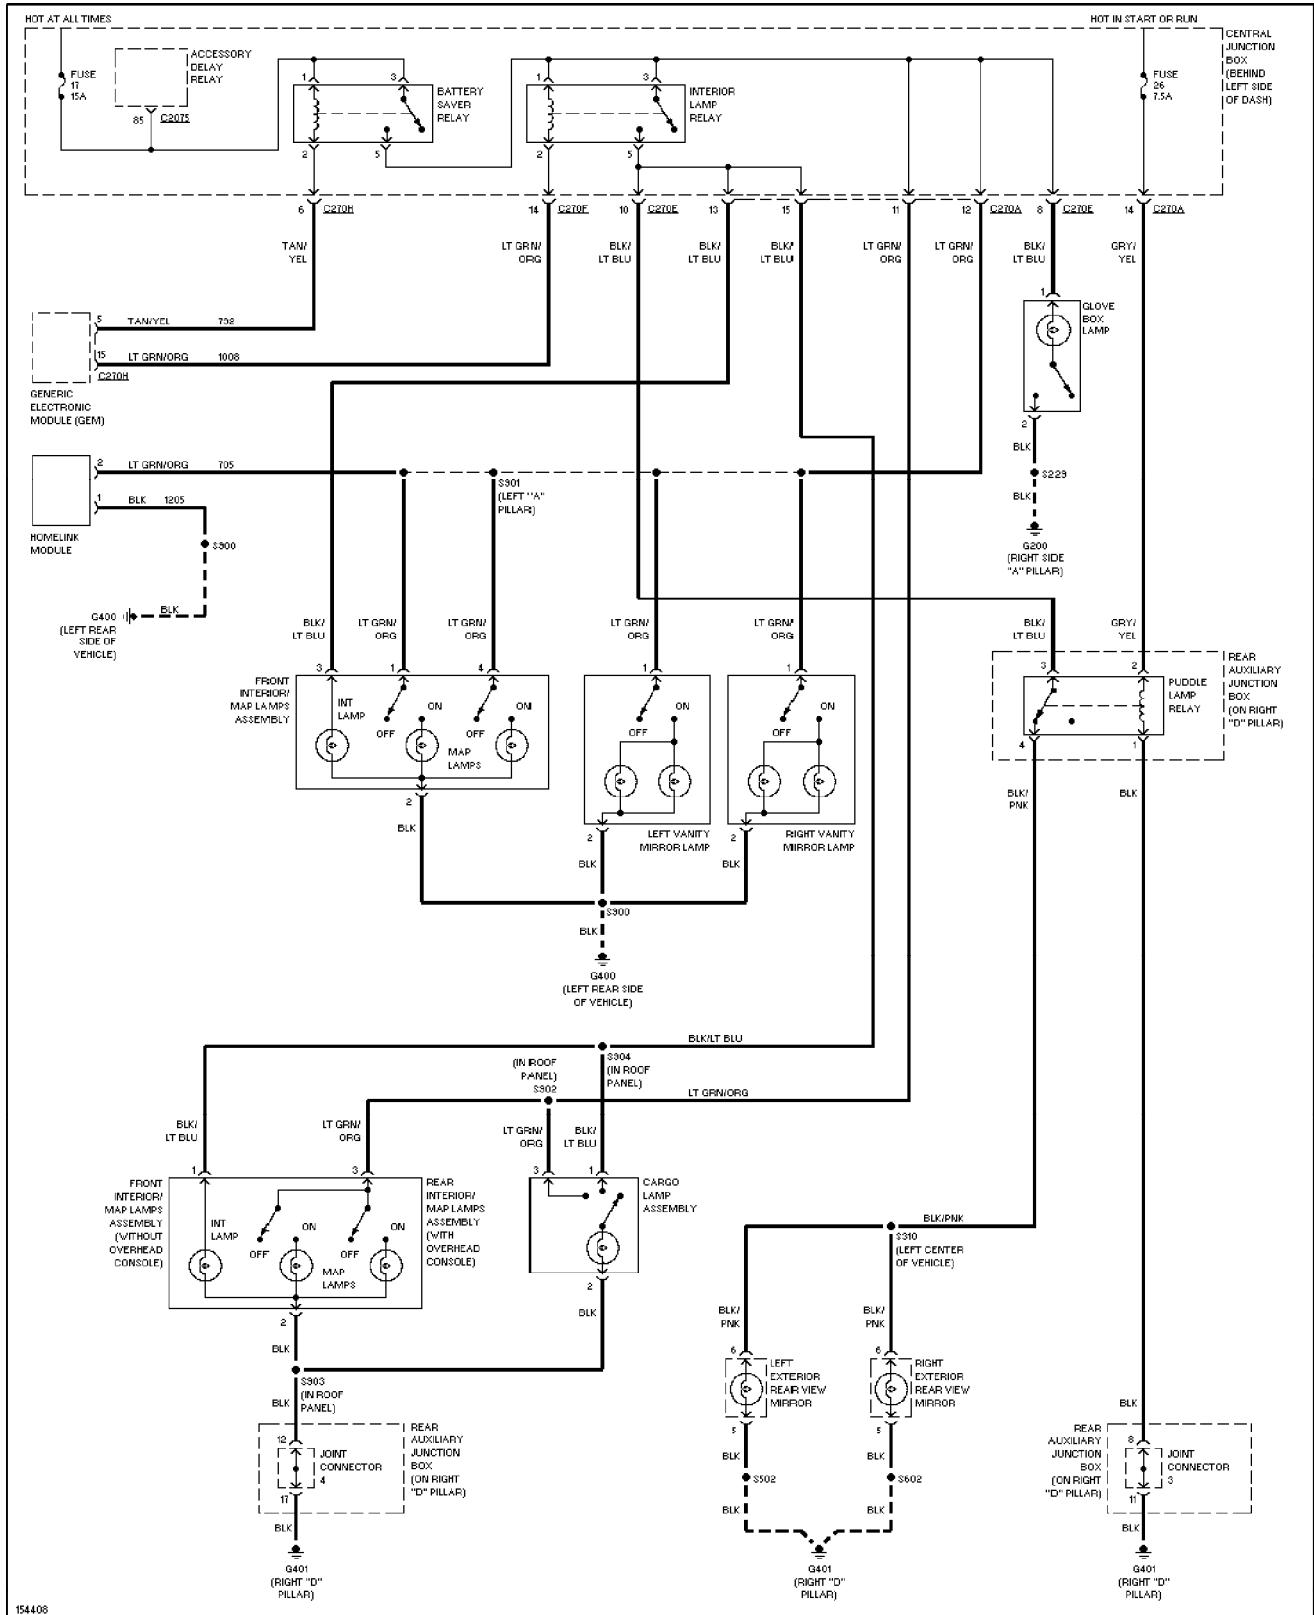 HOT AT ALL TIMES
HOT IN START OR RUN
CENTRAL
JUNCTION
BOX
(BEHIND
LEFT SIDE
OF DASH)
FUSE
17
15A
ACCESSORY
DELAY
RELAY
85 C2075
1 3
BATTERY
SAVER
RELAY
2 5
1 3
INTERIOR
LAMP
RELAY
2 5
FUSE
26
7.5A
6 C270H
14 C270F
10 C270E
13
15
11
12 C270A
8 C270E
14 C270A
TAN/
YEL
LT GRN/
ORG
BLK/
LT BLU
BLK/
LT BLU
BLK/
LT BLU
LT GRN/
ORG
LT GRN/
ORG
BLK/
LT BLU
GRY/
YEL
5 TAN/YEL 792
15 LT GRN/ORG 1008
C270H
GENERIC
ELECTRONIC
MODULE (GEM)
1
GLOVE
BOX
LAMP
2
BLK
S229
BLK
G200
(RIGHT SIDE
"A" PILLAR)
2 LT GRN/ORG 705
1 BLK 1205
HOMELINK
MODULE
S900
BLK
G400
(LEFT REAR
SIDE OF
VEHICLE)
S901
(LEFT "A"
PILLAR)
BLK/
LT BLU
LT GRN/
ORG
LT GRN/
ORG
LT GRN/
ORG
LT GRN/
ORG
BLK/
LT BLU
GRY/
YEL
3 1 4
FRONT
INTERIOR/
MAP LAMPS
ASSEMBLY
INT
LAMP
ON
OFF
ON
OFF
MAP
LAMPS
2
BLK
1
ON
OFF
2
LEFT VANITY
MIRROR LAMP
BLK
1
ON
OFF
2
RIGHT VANITY
MIRROR LAMP
BLK
3 2
REAR
AUXILIARY
JUNCTION
BOX
(ON RIGHT
"D" PILLAR)
PUDDLE
LAMP
RELAY
4 1
BLK/
PNK
BLK
S900
BLK
G400
(LEFT REAR SIDE
OF VEHICLE)
BLK/LT BLU
S904
(IN ROOF
PANEL)
(IN ROOF
PANEL)
S902
LT GRN/ORG
BLK/
LT BLU
LT GRN/
ORG
LT GRN/
ORG
BLK/
LT BLU
1 3
FRONT
INTERIOR/
MAP LAMPS
ASSEMBLY
(WITHOUT
OVERHEAD
CONSOLE)
INT
LAMP
ON
OFF
ON
OFF
MAP
LAMPS
REAR
INTERIOR/
MAP LAMPS
ASSEMBLY
(WITH
OVERHEAD
CONSOLE)
2
BLK
3 1
CARGO
LAMP
ASSEMBLY
2
BLK
BLK/PNK
S310
(LEFT CENTER
OF VEHICLE)
BLK/
PNK
BLK/
PNK
6
LEFT
EXTERIOR
REAR VIEW
MIRROR
5
BLK
S502
BLK
6
RIGHT
EXTERIOR
REAR VIEW
MIRROR
5
BLK
S602
BLK
G401
(RIGHT "D"
PILLAR)
S903
(IN ROOF
PANEL)
BLK
REAR
AUXILIARY
JUNCTION
BOX
(ON RIGHT
"D" PILLAR)
12
JOINT
CONNECTOR
4
17
BLK
G401
(RIGHT "D"
PILLAR)
BLK
REAR
AUXILIARY
JUNCTION
BOX
(ON RIGHT
"D" PILLAR)
8
JOINT
CONNECTOR
3
11
BLK
G401
(RIGHT "D"
PILLAR)
154408